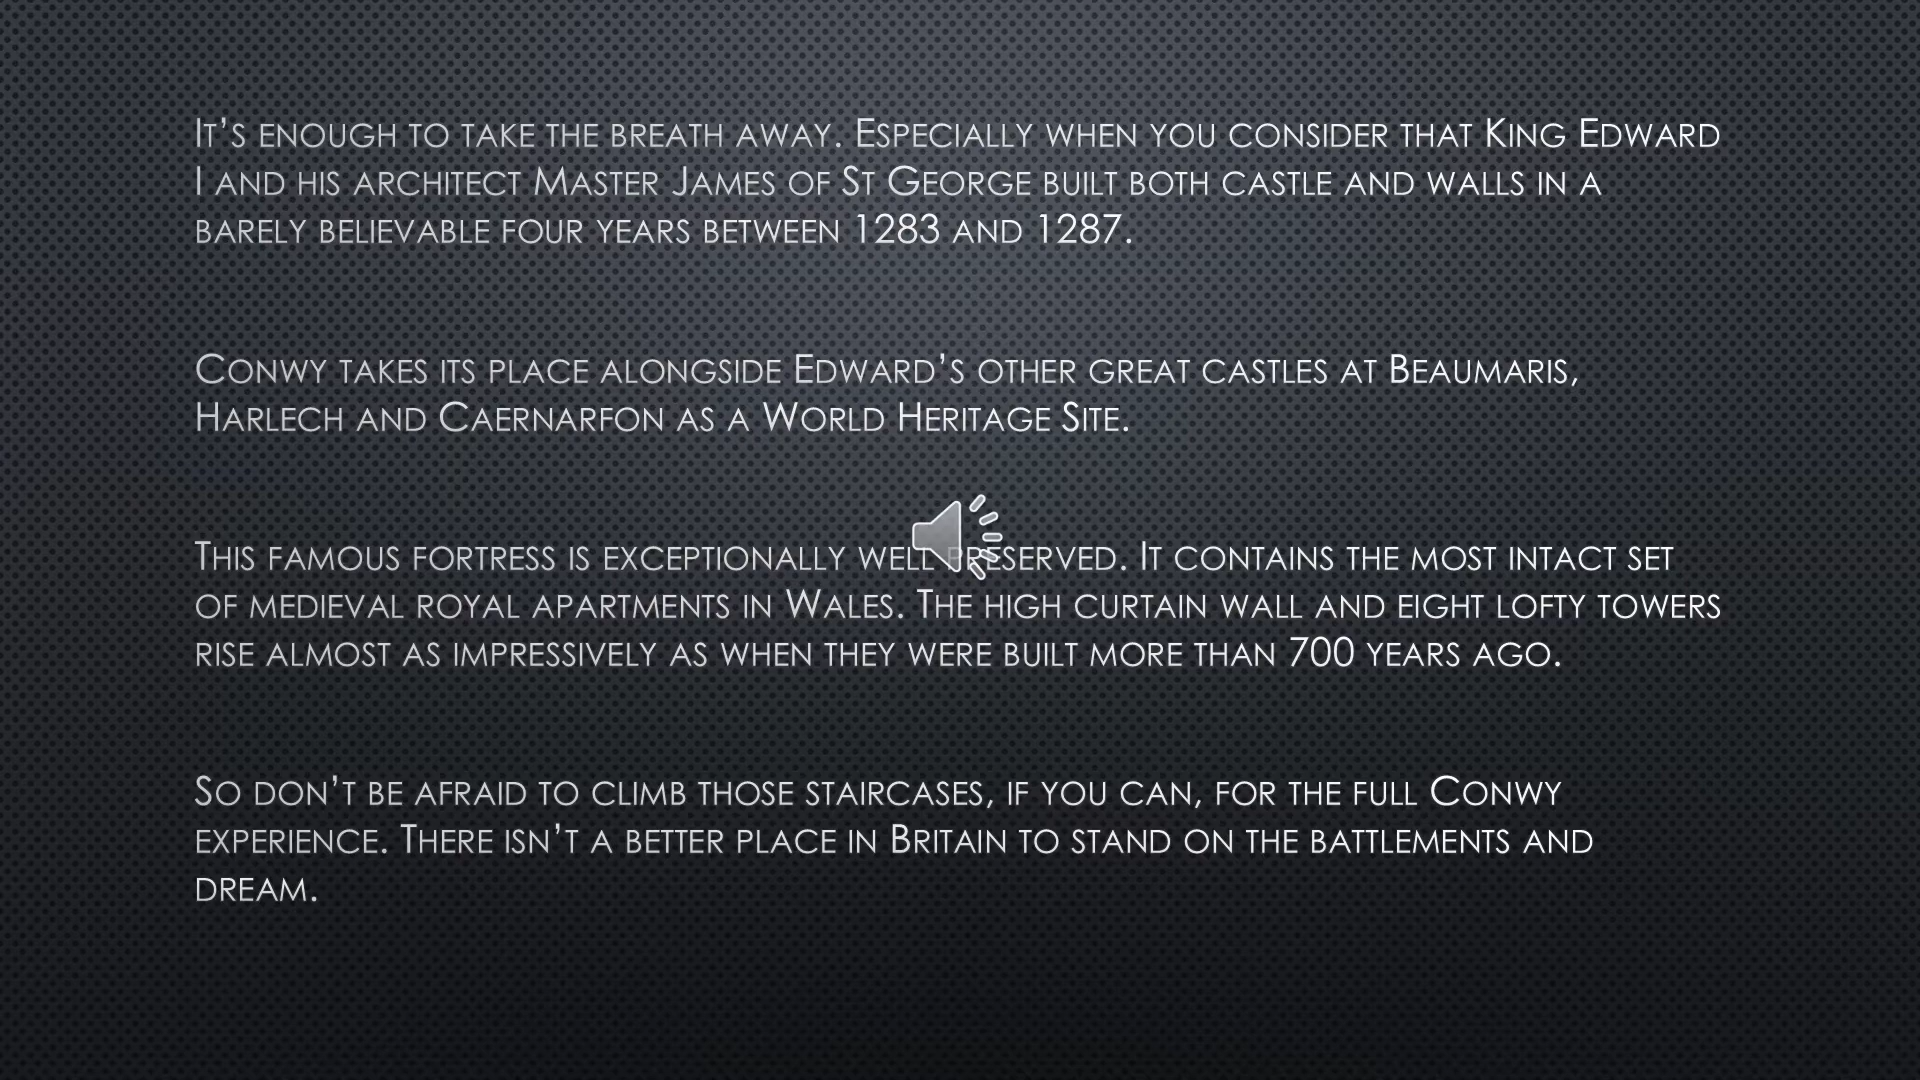 It’s enough to take the breath away. Especially when you consider that King Edward
I and his architect Master James of St George built both castle and walls in a
barely believable four years between 1283 and 1287.
Conwy takes its place alongside Edward’s other great castles at Beaumaris,
Harlech and Caernarfon as a World Heritage Site.
This famous fortress is exceptionally well preserved. It contains the most intact set
of medieval royal apartments in Wales. The high curtain wall and eight lofty towers
rise almost as impressively as when they were built more than 700 years ago.
So don’t be afraid to climb those staircases, if you can, for the full Conwy
experience. There isn’t a better place in Britain to stand on the battlements and
dream.